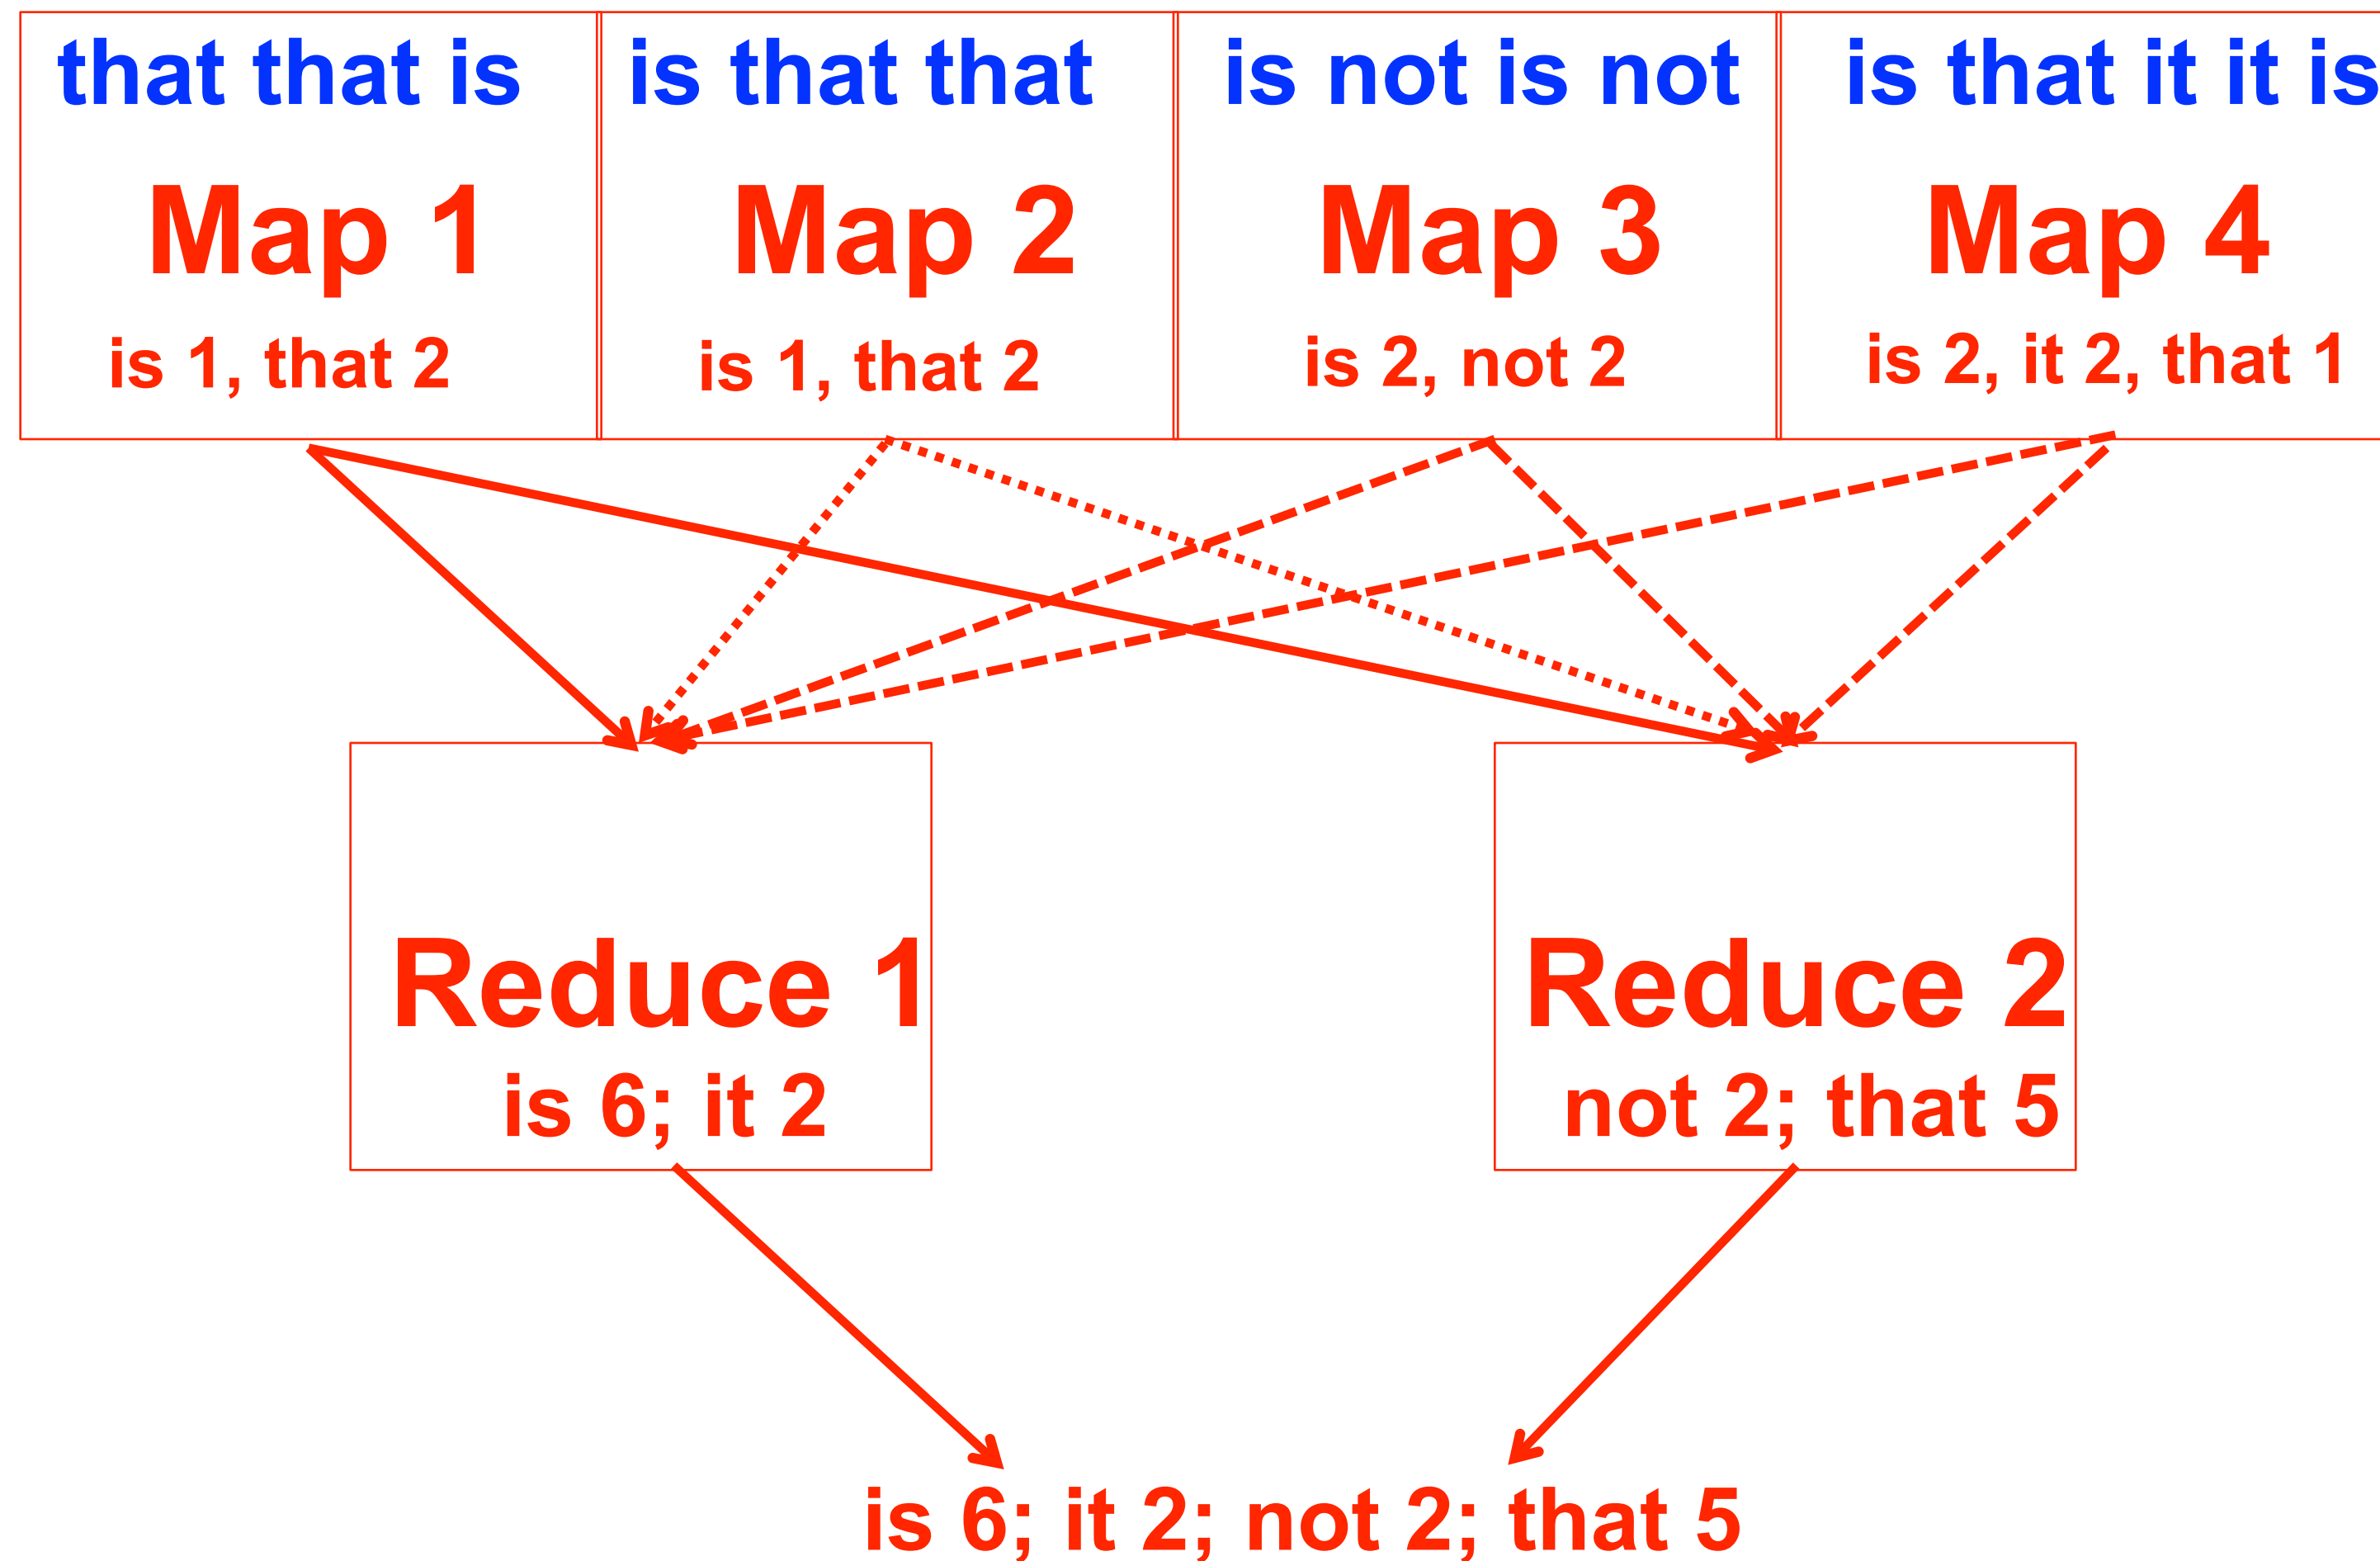 that that is
is that that
is not is not
is that it it is
Map 1
Map 2
Map 3
Map 4
is 1, that 2
is 1, that 2
is 2, not 2
is 2, it 2, that 1
Reduce 1
Reduce 2
is 6; it 2
not 2; that 5
is 6; it 2; not 2; that 5